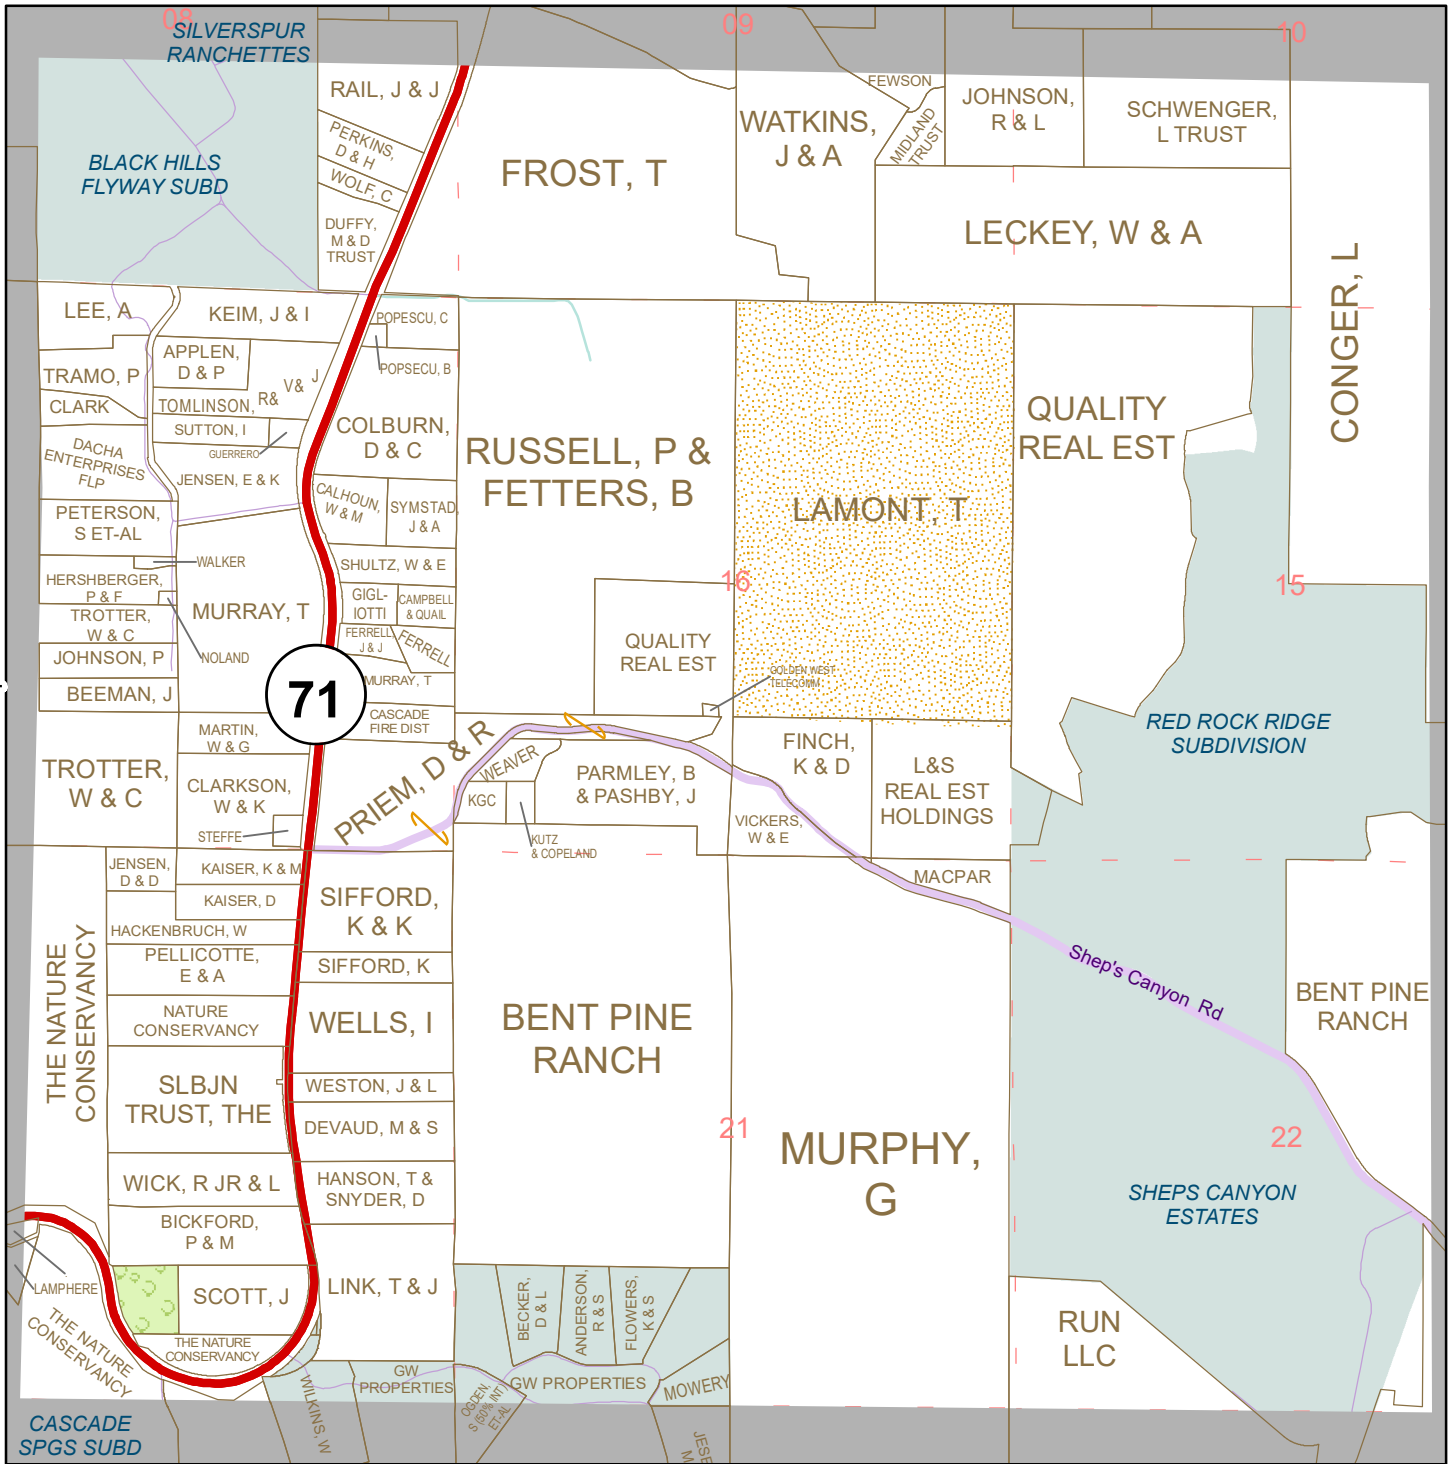 08
09
10
SILVERSPUR
RANCHETTES
RAIL, J & J
FEWSON
JOHNSON,
R & L
SCHWENGER,
L TRUST
WATKINS,
J & A
MIDLAND
TRUST
PERKINS,
D & H
BLACK HILLS
FLYWAY SUBD
FROST, T
WOLF, C
DUFFY,
M & D
TRUST
LECKEY, W & A
CONGER, L
LEE, A
KEIM, J & I
POPESCU, C
APPLEN,
D & P
POPSECU, B
TRAMO, P
V & J
R&
TOMLINSON,
CLARK
SUTTON, I
GUERRERO
COLBURN,
D & C
QUALITY
REAL EST
RUSSELL, P &
FETTERS, B
DACHA
ENTERPRISES
FLP
JENSEN, E & K
CALHOUN,
W & M
SYMSTAD,
J & A
LAMONT, T
PETERSON,
S ET-AL
WALKER
SHULTZ, W & E
HERSHBERGER,
P & F
16
15
GIGL-
IOTTI
CAMPBELL
& QUAIL
MURRAY, T
TROTTER,
W & C
FERRELL,
J & J
FERRELL
QUALITY
REAL EST
JOHNSON, P
NOLAND
GOLDEN WEST
TELECOMM
MURRAY, T
BEEMAN, J
71
CASCADE
FIRE DIST
RED ROCK RIDGE
SUBDIVISION
MARTIN,
W & G
PRIEM, D & R
WEAVER
FINCH,
K & D
L&S
REAL EST
HOLDINGS
TROTTER,
W & C
CLARKSON,
W & K
PARMLEY, B
& PASHBY, J
KGC
VICKERS,
W & E
STEFFE
KUTZ
& COPELAND
JENSEN,
D & D
KAISER, K & M
MACPAR
KAISER, D
SIFFORD,
K & K
HACKENBRUCH, W
THE NATURE
CONSERVANCY
PELLICOTTE,
E & A
SIFFORD, K
Shep's Canyon Rd
BENT PINE
RANCH
NATURE
CONSERVANCY
WELLS, I
BENT PINE
RANCH
SLBJN
TRUST, THE
WESTON, J & L
DEVAUD, M & S
21
22
MURPHY,
G
WICK, R JR & L
HANSON, T &
SNYDER, D
SHEPS CANYON
ESTATES
BICKFORD,
P & M
LAMPHERE
SCOTT, J
LINK, T & J
BECKER,
D & L
ANDERSON,
R & S
FLOWERS,
K & S
RUN
LLC
THE NATURE
CONSERVANCY
THE NATURE
CONSERVANCY
GW
PROPERTIES
GW PROPERTIES
MOWERY
WILKINS, W
OGDEN,
S (50% INT)
ET-AL
CASCADE
SPGS SUBD
JESE
M